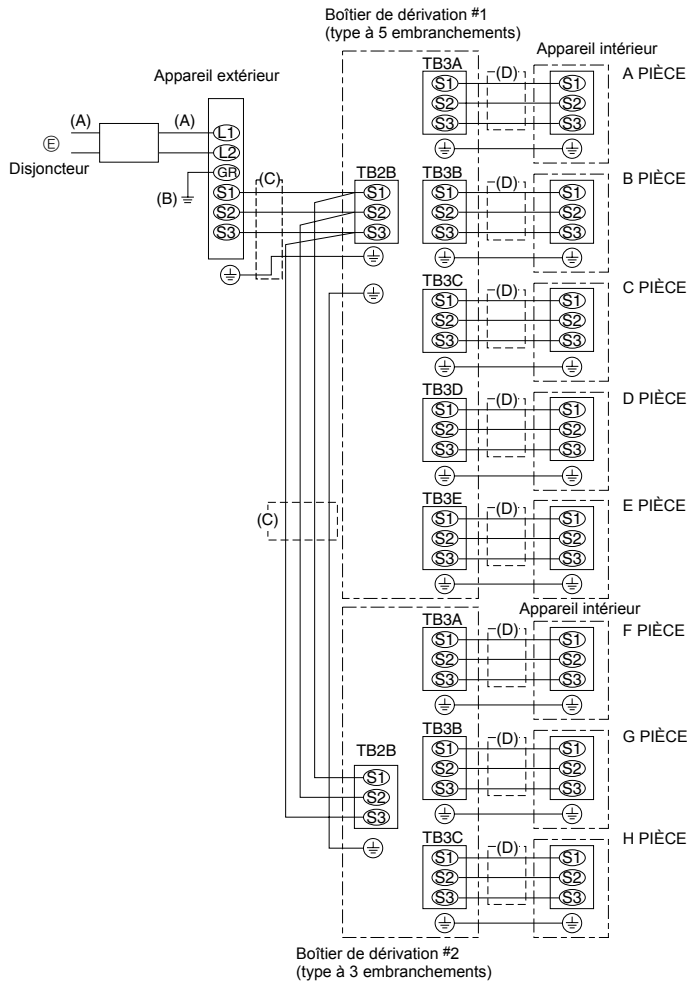 Boîtier de dérivation #1
(type à 5 embranchements)
Appareil extérieur
Appareil intérieur
(A)
(A)
Ⓔ
Disjoncteur
L1
L2
GR
S1
S2
S3
(B)
(C)
TB2B
S1
S2
S3
TB3A
S1
S2
S3
(D)
S1
S2
S3
A PIÈCE
TB3B
S1
S2
S3
(D)
S1
S2
S3
B PIÈCE
TB3C
S1
S2
S3
(D)
S1
S2
S3
C PIÈCE
TB3D
S1
S2
S3
(D)
S1
S2
S3
D PIÈCE
TB3E
S1
S2
S3
(D)
S1
S2
S3
E PIÈCE
(C)
Appareil intérieur
TB3A
S1
S2
S3
(D)
S1
S2
S3
F PIÈCE
TB2B
S1
S2
S3
TB3B
S1
S2
S3
(D)
S1
S2
S3
G PIÈCE
TB3C
S1
S2
S3
(D)
S1
S2
S3
H PIÈCE
Boîtier de dérivation #2
(type à 3 embranchements)